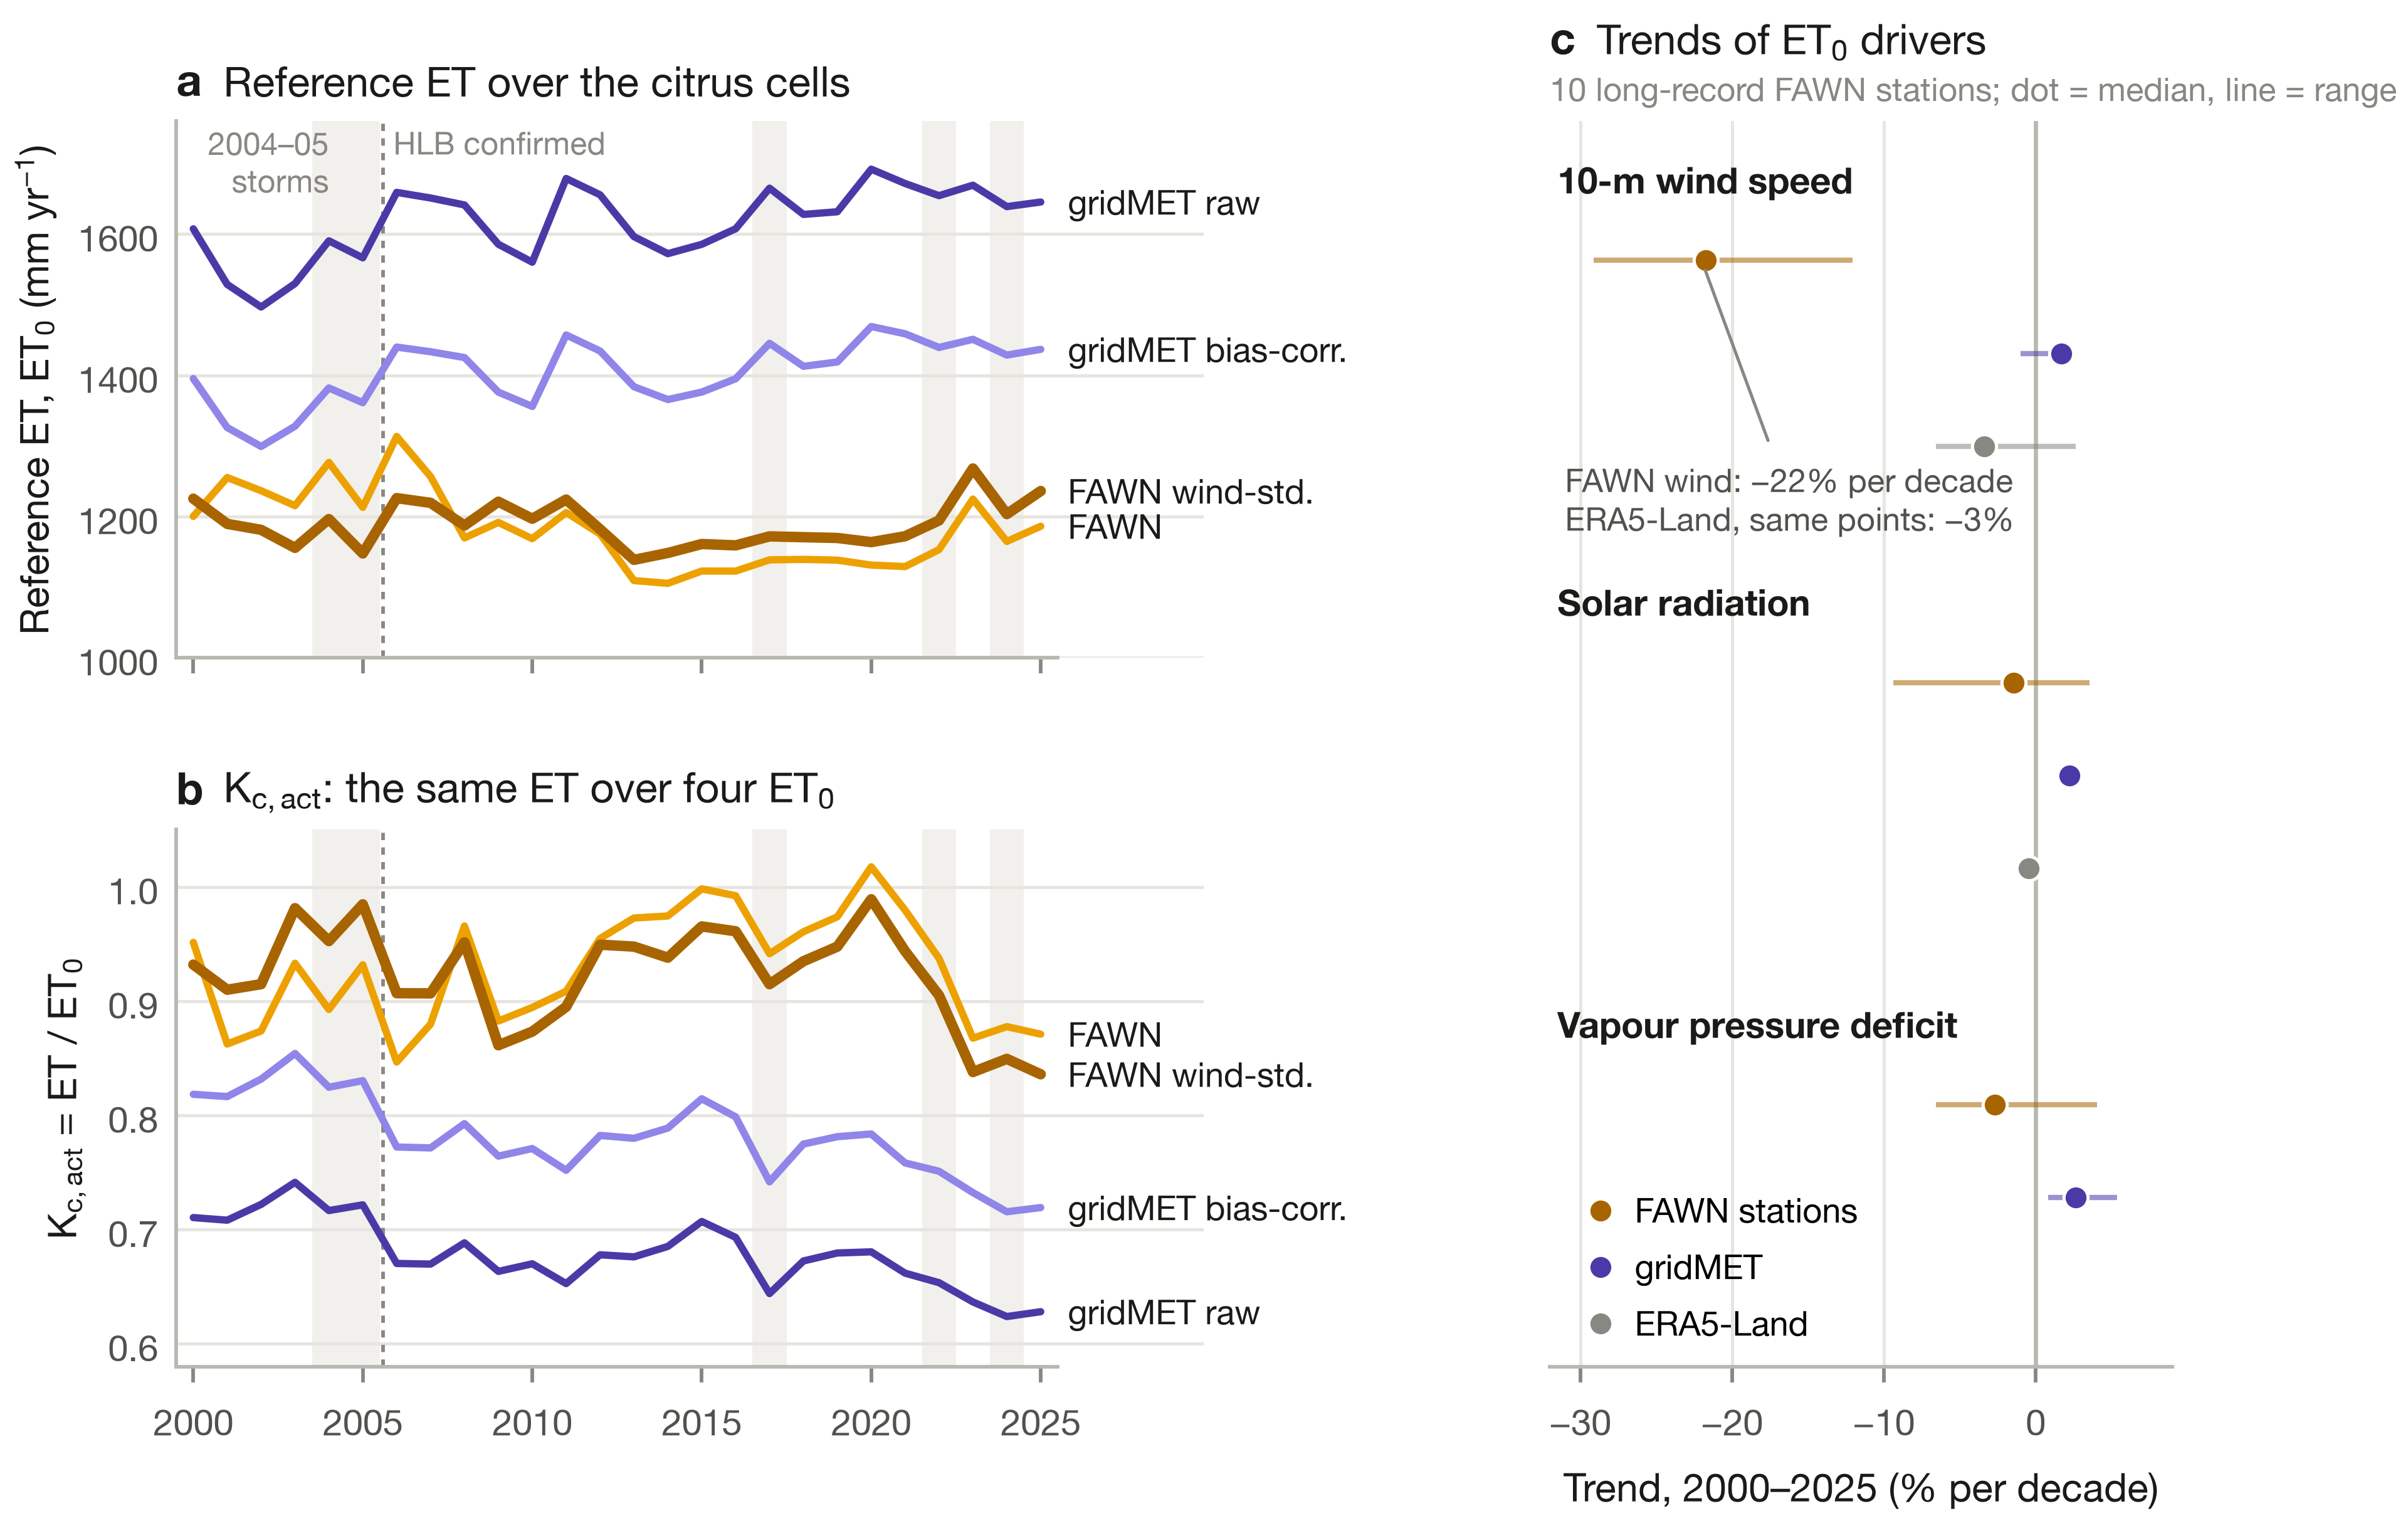 a Reference ET over the citrus cells
2004–05
storms
HLB confirmed
Reference ET, ET₀ (mm yr⁻¹)
1600
1400
1200
1000
gridMET raw
gridMET bias-corr.
FAWN wind-std.
FAWN
b K_c, act: the same ET over four ET₀
K_c, act = ET / ET₀
1.0
0.9
0.8
0.7
0.6
FAWN
FAWN wind-std.
gridMET bias-corr.
gridMET raw
2000 2005 2010 2015 2020 2025
c Trends of ET₀ drivers
10 long-record FAWN stations; dot = median, line = range
10-m wind speed
FAWN wind: −22% per decade
ERA5-Land, same points: −3%
Solar radiation
Vapour pressure deficit
FAWN stations
gridMET
ERA5-Land
−30 −20 −10 0
Trend, 2000–2025 (% per decade)